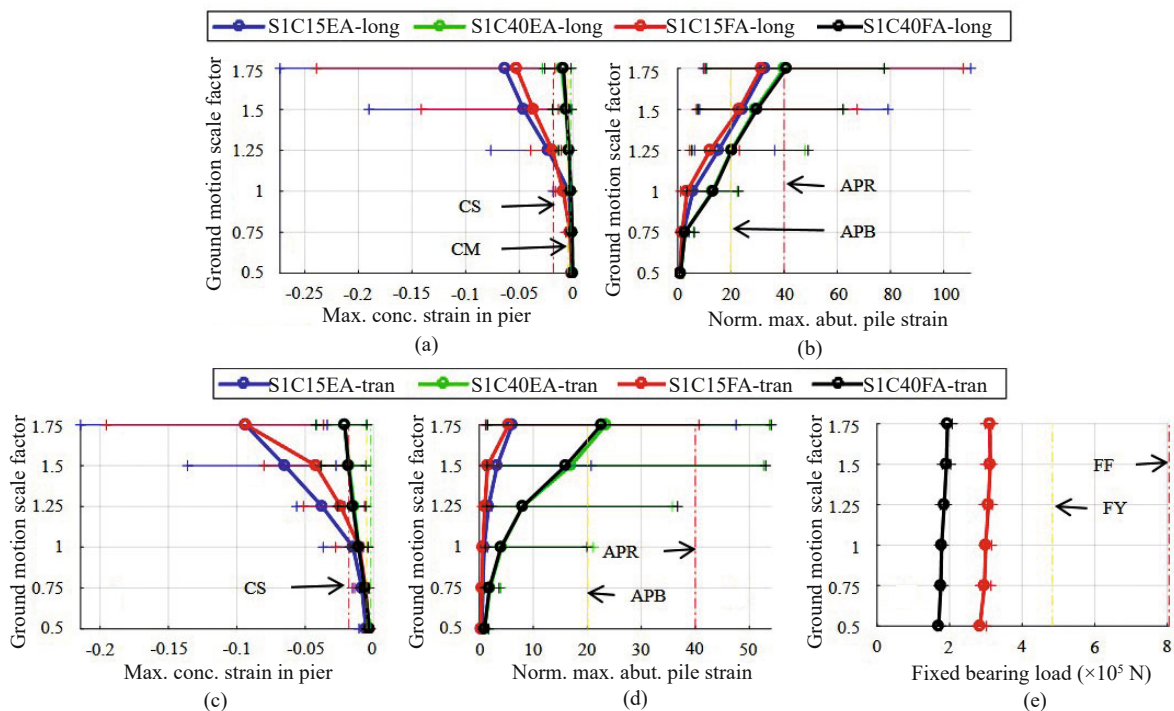 S1C15EA-long S1C40EA-long S1C15FA-long S1C40FA-long
Ground motion scale factor
1.75
1.5
1.25
1
0.75
0.5
CS
CM
-0.25 -0.2 -0.15 -0.1 -0.05 0
Max. conc. strain in pier
(a)
Ground motion scale factor
1.75
1.5
1.25
1
0.75
0.5
APR
APB
0 20 40 60 80 100
Norm. max. abut. pile strain
(b)
S1C15EA-tran S1C40EA-tran S1C15FA-tran S1C40FA-tran
Ground motion scale factor
1.75
1.5
1.25
1
0.75
0.5
CS
-0.2 -0.15 -0.1 -0.05 0
Max. conc. strain in pier
(c)
Ground motion scale factor
1.75
1.5
1.25
1
0.75
0.5
APR
APB
0 10 20 30 40 50
Norm. max. abut. pile strain
(d)
Ground motion scale factor
1.75
1.5
1.25
1
0.75
0.5
FF
FY
0 2 4 6 8
Fixed bearing load (×10⁵ N)
(e)